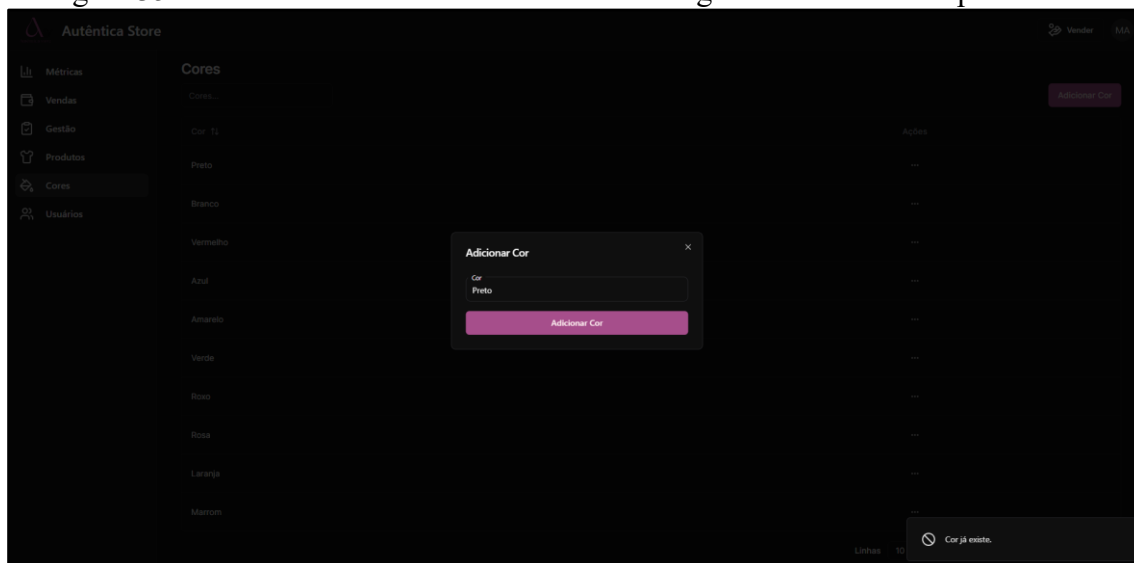 Autêntica Store
Vender MA
Métricas
Vendas
Gestão
Produtos
Cores
Usuários
Cores
Cores...
Adicionar Cor
Cor
Ações
Preto
Branco
Vermelho
Azul
Amarelo
Verde
Roxo
Rosa
Laranja
Marrom
Adicionar Cor
Cor
Preto
Adicionar Cor
Linhas 10
Cor já existe.